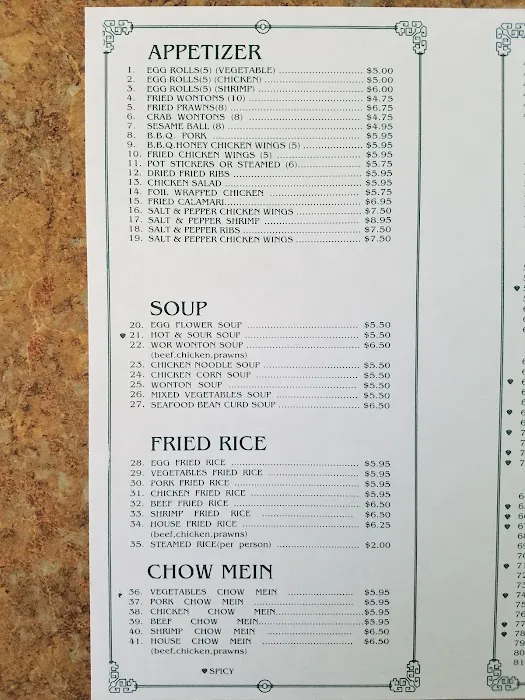 APPETIZER
1. EGG ROLLS(5) (VEGETABLE) $5.00
2. EGG ROLLS(5) (CHICKEN) $5.00
3. EGG ROLLS(5) (SHRIMP) $6.00
4. FRIED WONTONS (10) $4.75
5. FRIED PRAWNS(8) $6.75
6. CRAB WONTONS (8) $4.75
7. SESAME BALL (8) $4.95
8. B.B.Q. PORK $5.95
9. B.B.Q.HONEY CHICKEN WINGS (5) $5.95
10. FRIED CHICKEN WINGS (5) $5.95
11. POT STICKERS OR STEAMED (6) $5.75
12. DRIED FRIED RIBS $5.95
13. CHICKEN SALAD $5.95
14. FOIL WRAPPED CHICKEN $5.75
15. FRIED CALAMARI $6.95
16. SALT & PEPPER CHICKEN WINGS $7.50
17. SALT & PEPPER SHRIMP $8.95
18. SALT & PEPPER RIBS $7.50
19. SALT & PEPPER CHICKEN WINGS $7.50
SOUP
20. EGG FLOWER SOUP $5.50
21. HOT & SOUR SOUP $5.50
22. WOR WONTON SOUP $6.50
(beef,chicken,prawns)
23. CHICKEN NOODLE SOUP $5.50
24. CHICKEN CORN SOUP $5.50
25. WONTON SOUP $5.50
26. MIXED VEGETABLES SOUP $5.50
27. SEAFOOD BEAN CURD SOUP $6.50
FRIED RICE
28. EGG FRIED RICE $5.95
29. VEGETABLES FRIED RICE $5.95
30. PORK FRIED RICE $5.95
31. CHICKEN FRIED RICE $5.95
32. BEEF FRIED RICE $6.50
33. SHRIMP FRIED RICE $6.50
34. HOUSE FRIED RICE $6.25
(beef,chicken,prawns)
35. STEAMED RICE(per person) $2.00
CHOW MEIN
36. VEGETABLES CHOW MEIN $5.95
37. PORK CHOW MEIN $5.95
38. CHICKEN CHOW MEIN $5.95
39. BEEF CHOW MEIN $5.95
40. SHRIMP CHOW MEIN $6.50
41. HOUSE CHOW MEIN $6.50
(beef,chicken,prawns)
SPICY